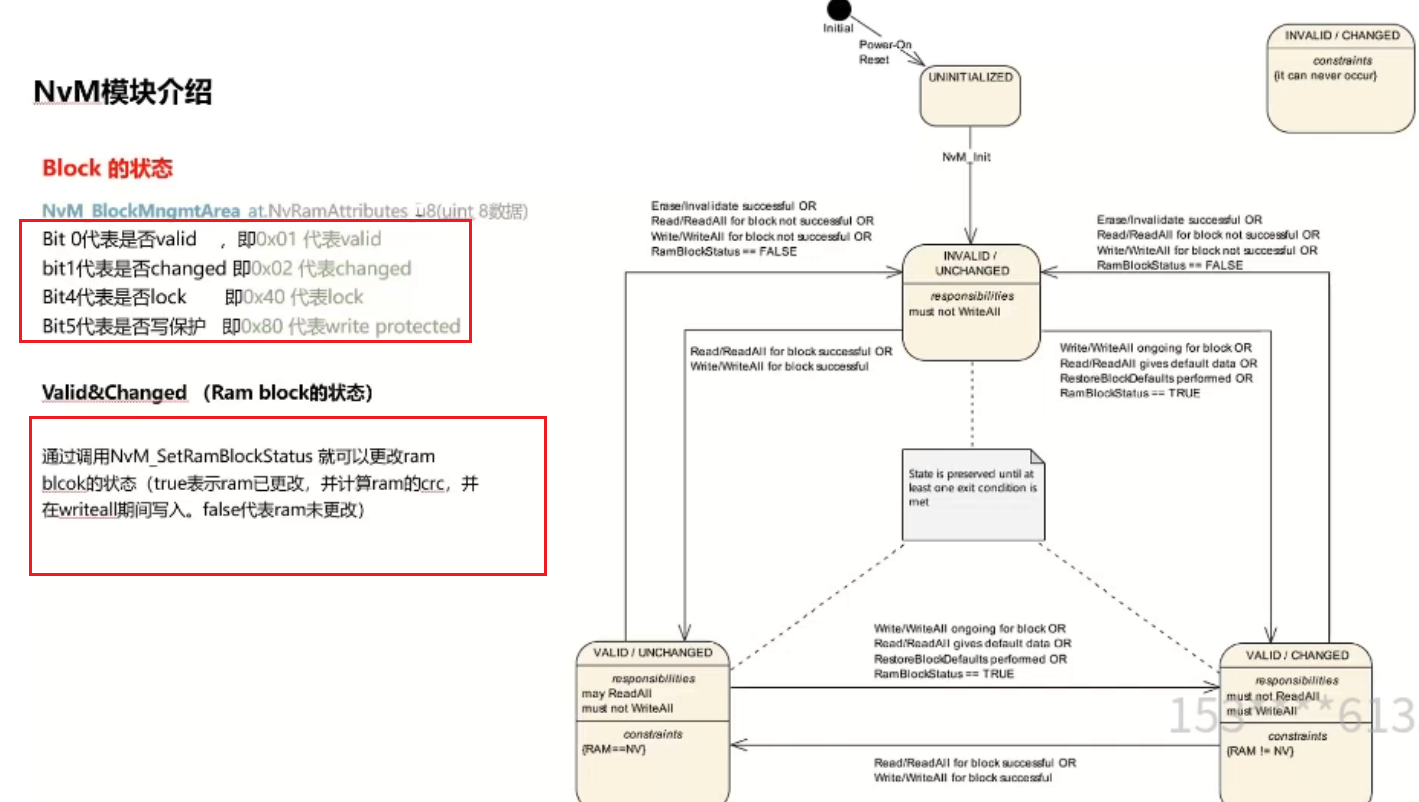 NvM模块介绍
Block 的状态
NvM_BlockMngmtArea at.NvRamAttributes u8(uint 8数据)
Bit 0代表是否valid ，即0x01 代表valid
bit1代表是否changed 即0x02 代表changed
Bit4代表是否lock 即0x40 代表lock
Bit5代表是否写保护 即0x80 代表write protected
Valid&Changed （Ram block的状态）
通过调用NvM_SetRamBlockStatus 就可以更改ram
blcok的状态（true表示ram已更改，并计算ram的crc，并
在writeall期间写入。false代表ram未更改）
Initial
Power-On
Reset
UNINITIALIZED
INVALID / CHANGED
constraints
{it can never occur}
NvM_Init
Erase/Invalidate successful OR
Read/ReadAll for block not successful OR
Write/WriteAll for block not successful OR
RamBlockStatus == FALSE
INVALID /
UNCHANGED
responsibilities
must not WriteAll
Erase/Invalidate successful OR
Read/ReadAll for block not successful OR
Write/WriteAll for block not successful OR
RamBlockStatus == FALSE
Read/ReadAll for block successful OR
Write/WriteAll for block successful
Write/WriteAll ongoing for block OR
Read/ReadAll gives default data OR
RestoreBlockDefaults performed OR
RamBlockStatus == TRUE
State is preserved until at
least one exit condition is
met
VALID / UNCHANGED
responsibilities
may ReadAll
must not WriteAll
constraints
{RAM==NV}
Write/WriteAll ongoing for block OR
Read/ReadAll gives default data OR
RestoreBlockDefaults performed OR
RamBlockStatus == TRUE
VALID / CHANGED
responsibilities
must not ReadAll
must WriteAll
constraints
{RAM != NV}
Read/ReadAll for block successful OR
Write/WriteAll for block successful
153****613